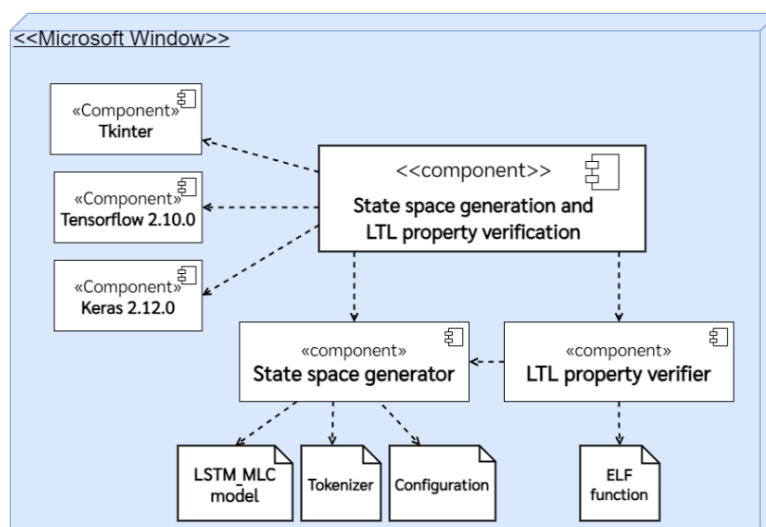 <<Microsoft Window>>
«Component»
Tkinter
<<component>>
State space generation and
LTL property verification
«Component»
Tensorflow 2.10.0
«Component»
Keras 2.12.0
«component»
State space generator
«component»
LTL property verifier
LSTM_MLC
model
Tokenizer
Configuration
ELF
function